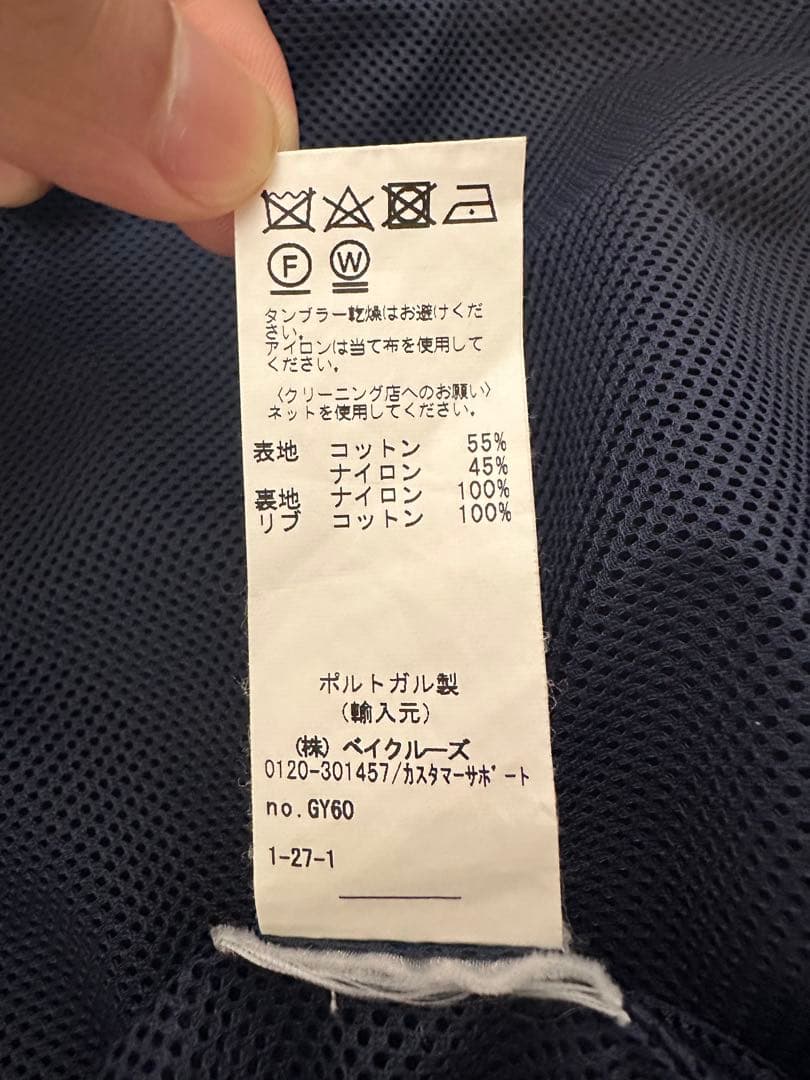 F W
タンブラー乾燥はお避けくだ
さい。
アイロンは当て布を使用して
ください。
〈クリーニング店へのお願い〉
ネットを使用してください。
表地 コットン 55%
ナイロン 45%
裏地 ナイロン 100%
リブ コットン 100%
ポルトガル製
(輸入元)
(株) ベイクルーズ
0120-301457/カスタマーサポート
no.GY60
1-27-1